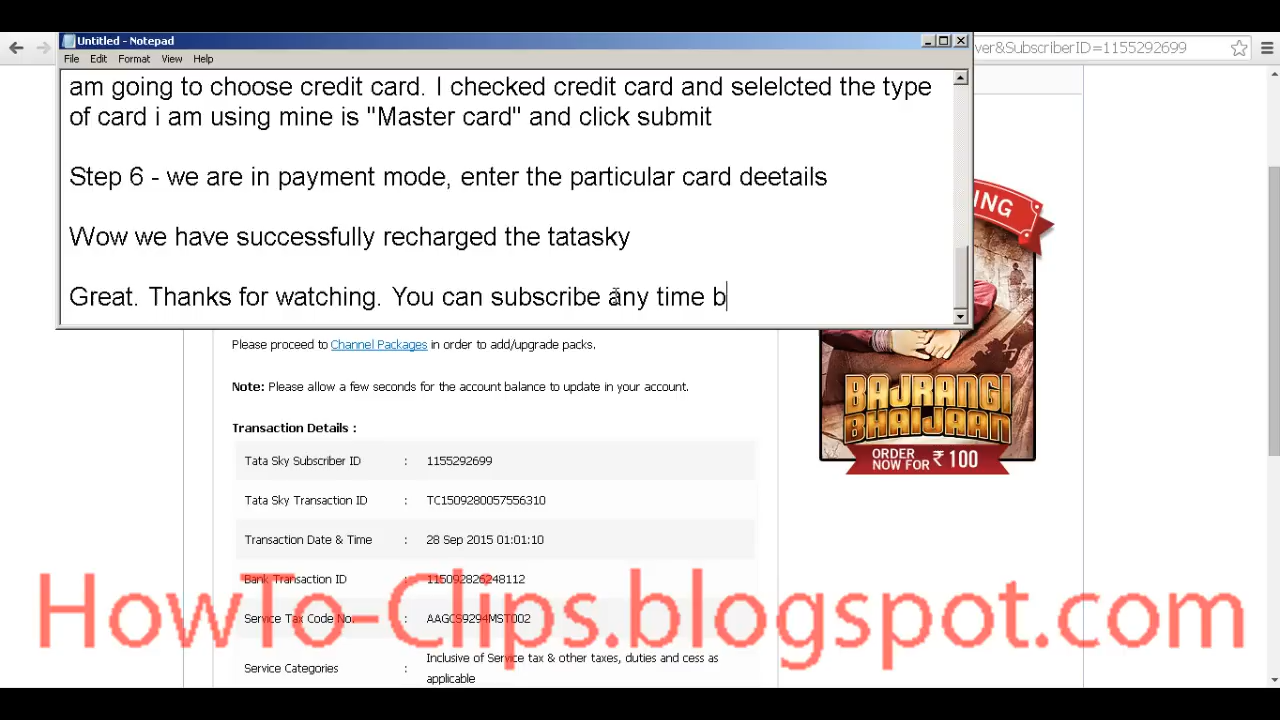 Untitled - Notepad
File Edit Format View Help
ver&SubscriberID=1155292699
am going to choose credit card. I checked credit card and selelcted the type
of card i am using mine is "Master card" and click submit
Step 6 - we are in payment mode, enter the particular card deetails
Wow we have successfully recharged the tatasky
Great. Thanks for watching. You can subscribe any time b
Please proceed to Channel Packages in order to add/upgrade packs.
Note: Please allow a few seconds for the account balance to update in your account.
Transaction Details :
Tata Sky Subscriber ID : 1155292699
Tata Sky Transaction ID : TC1509280057556310
Transaction Date & Time : 28 Sep 2015 01:01:10
Bank Transaction ID : 115092826248112
Service Tax Code No. : AAGCS9294MST002
Service Categories : Inclusive of Service tax & other taxes, duties and cess as
applicable
ING
BAJRANGI
BHAIJAAN
ORDER
NOW FOR ₹ 100
HowTo-Clips.blogspot.com